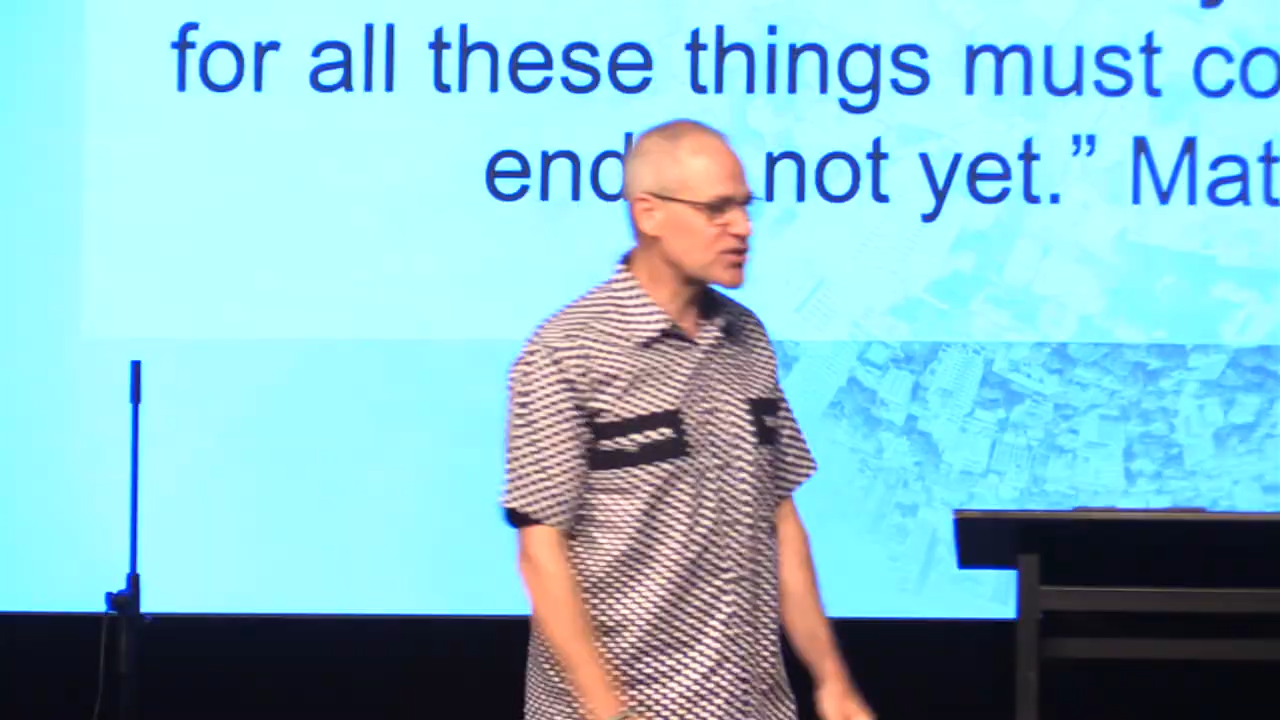 for all these things must co
end not yet.” Mat